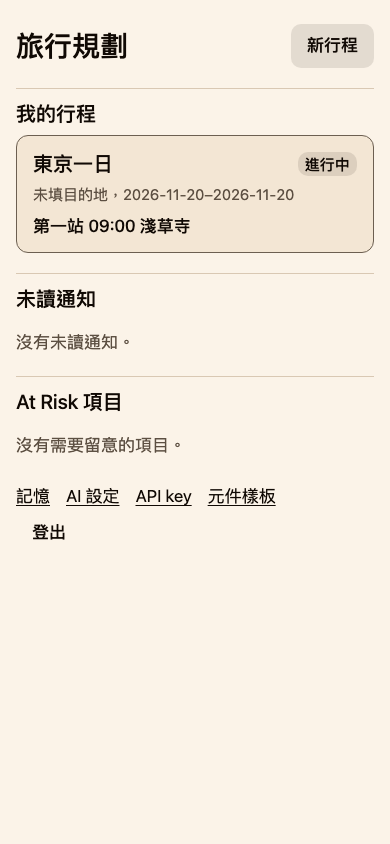 旅行規劃
新行程
我的行程
東京一日
進行中
未填目的地，2026-11-20–2026-11-20
第一站 09:00 淺草寺
未讀通知
沒有未讀通知。
At Risk 項目
沒有需要留意的項目。
記憶 AI 設定 API key 元件樣板
登出